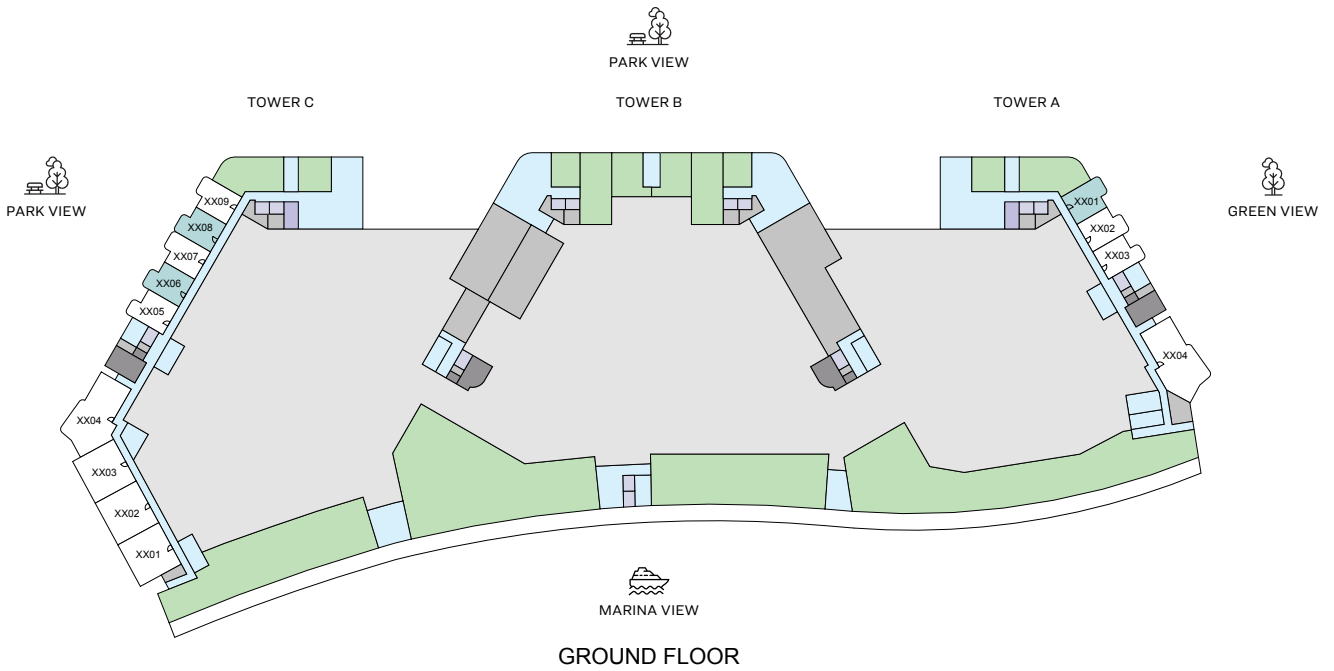 PARK VIEW
TOWER C
TOWER B
TOWER A
PARK VIEW
GREEN VIEW
XX09
XX08
XX07
XX06
XX05
XX04
XX03
XX02
XX01
XX01
XX02
XX03
XX04
MARINA VIEW
GROUND FLOOR